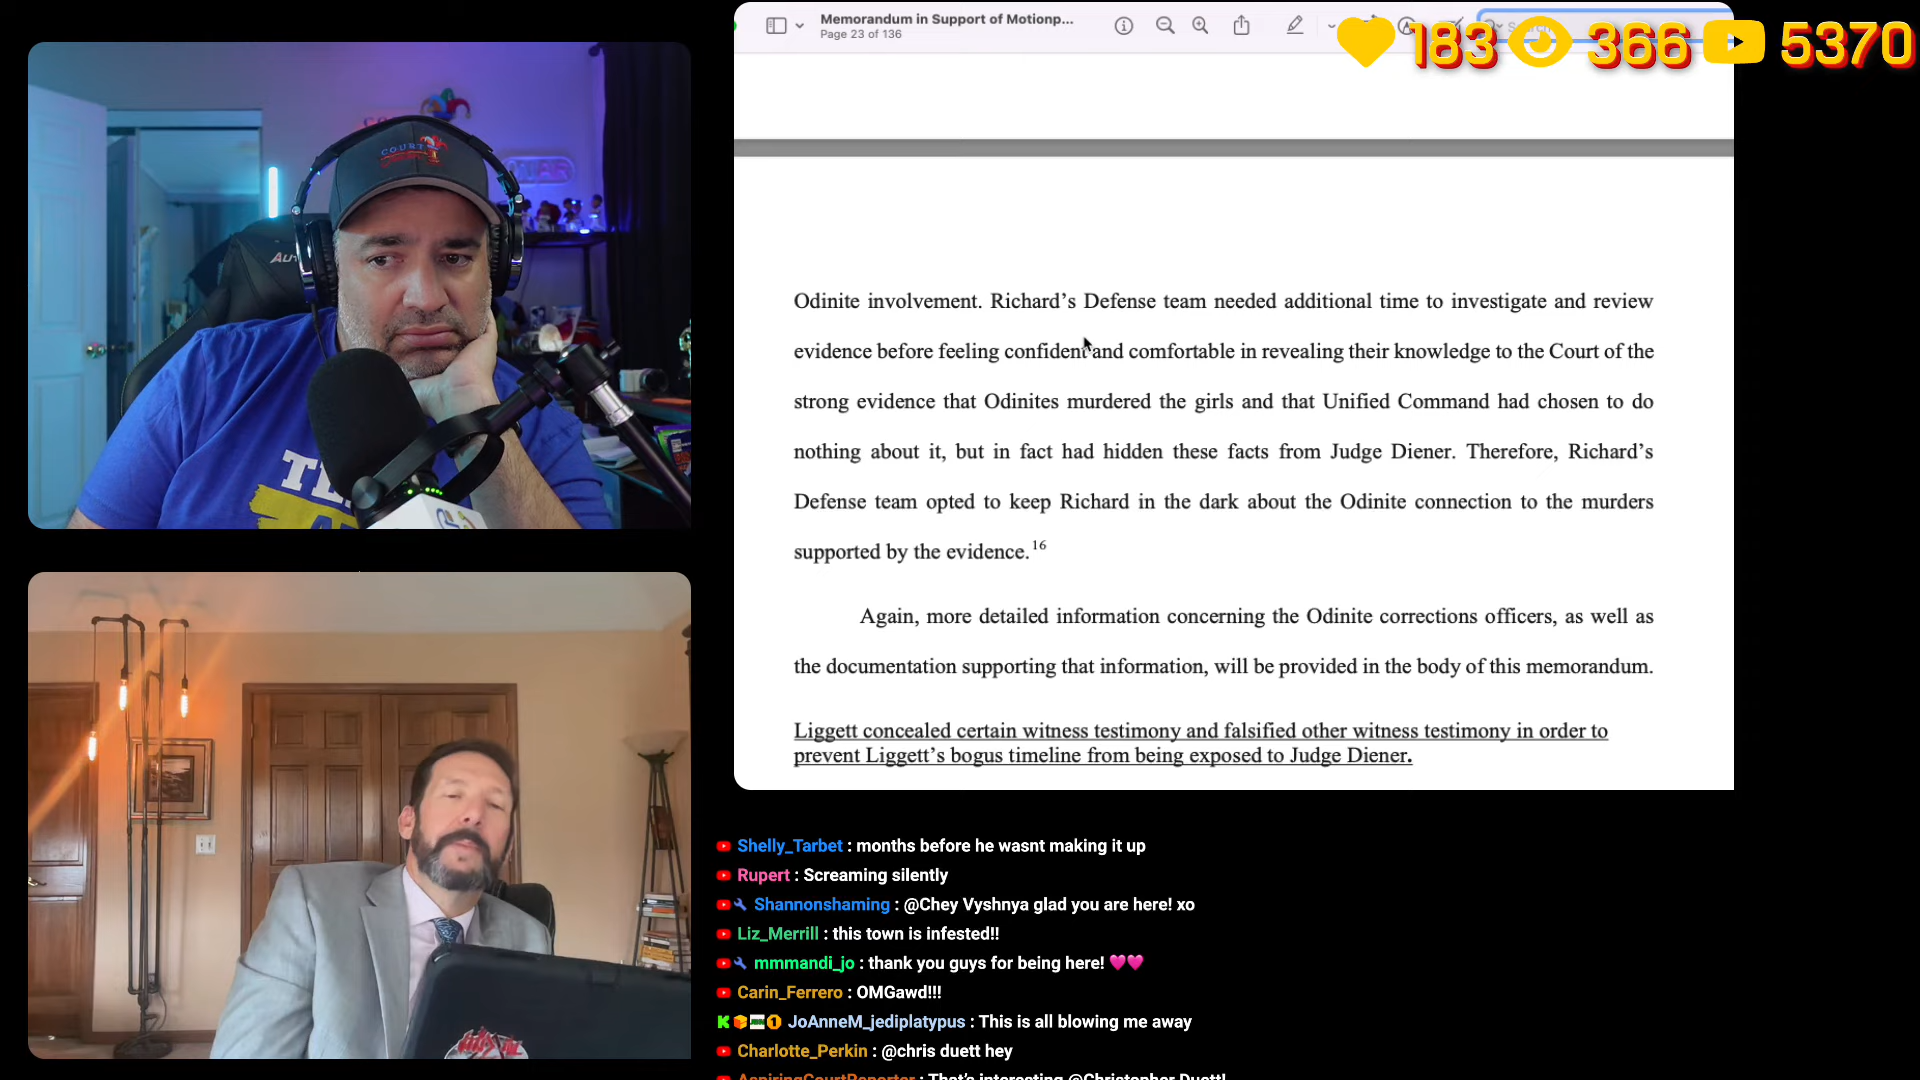 Memorandum in Support of Motionp...
Page 23 of 136
183 366 5370
COURT
AU
Odinite involvement. Richard’s Defense team needed additional time to investigate and review
evidence before feeling confident and comfortable in revealing their knowledge to the Court of the
strong evidence that Odinites murdered the girls and that Unified Command had chosen to do
nothing about it, but in fact had hidden these facts from Judge Diener. Therefore, Richard’s
Defense team opted to keep Richard in the dark about the Odinite connection to the murders
supported by the evidence. 16
Again, more detailed information concerning the Odinite corrections officers, as well as
the documentation supporting that information, will be provided in the body of this memorandum.
Liggett concealed certain witness testimony and falsified other witness testimony in order to
prevent Liggett’s bogus timeline from being exposed to Judge Diener.
Shelly_Tarbet : months before he wasnt making it up
Rupert : Screaming silently
Shannonshaming : @Chey Vyshnya glad you are here! xo
Liz_Merrill : this town is infested!!
mmmandi_jo : thank you guys for being here!
Carin_Ferrero : OMGawd!!!
JoAnneM_jediplatypus : This is all blowing me away
Charlotte_Perkin : @chris duett hey
AspiringCourtReporter : That's interesting @Christopher Duett!